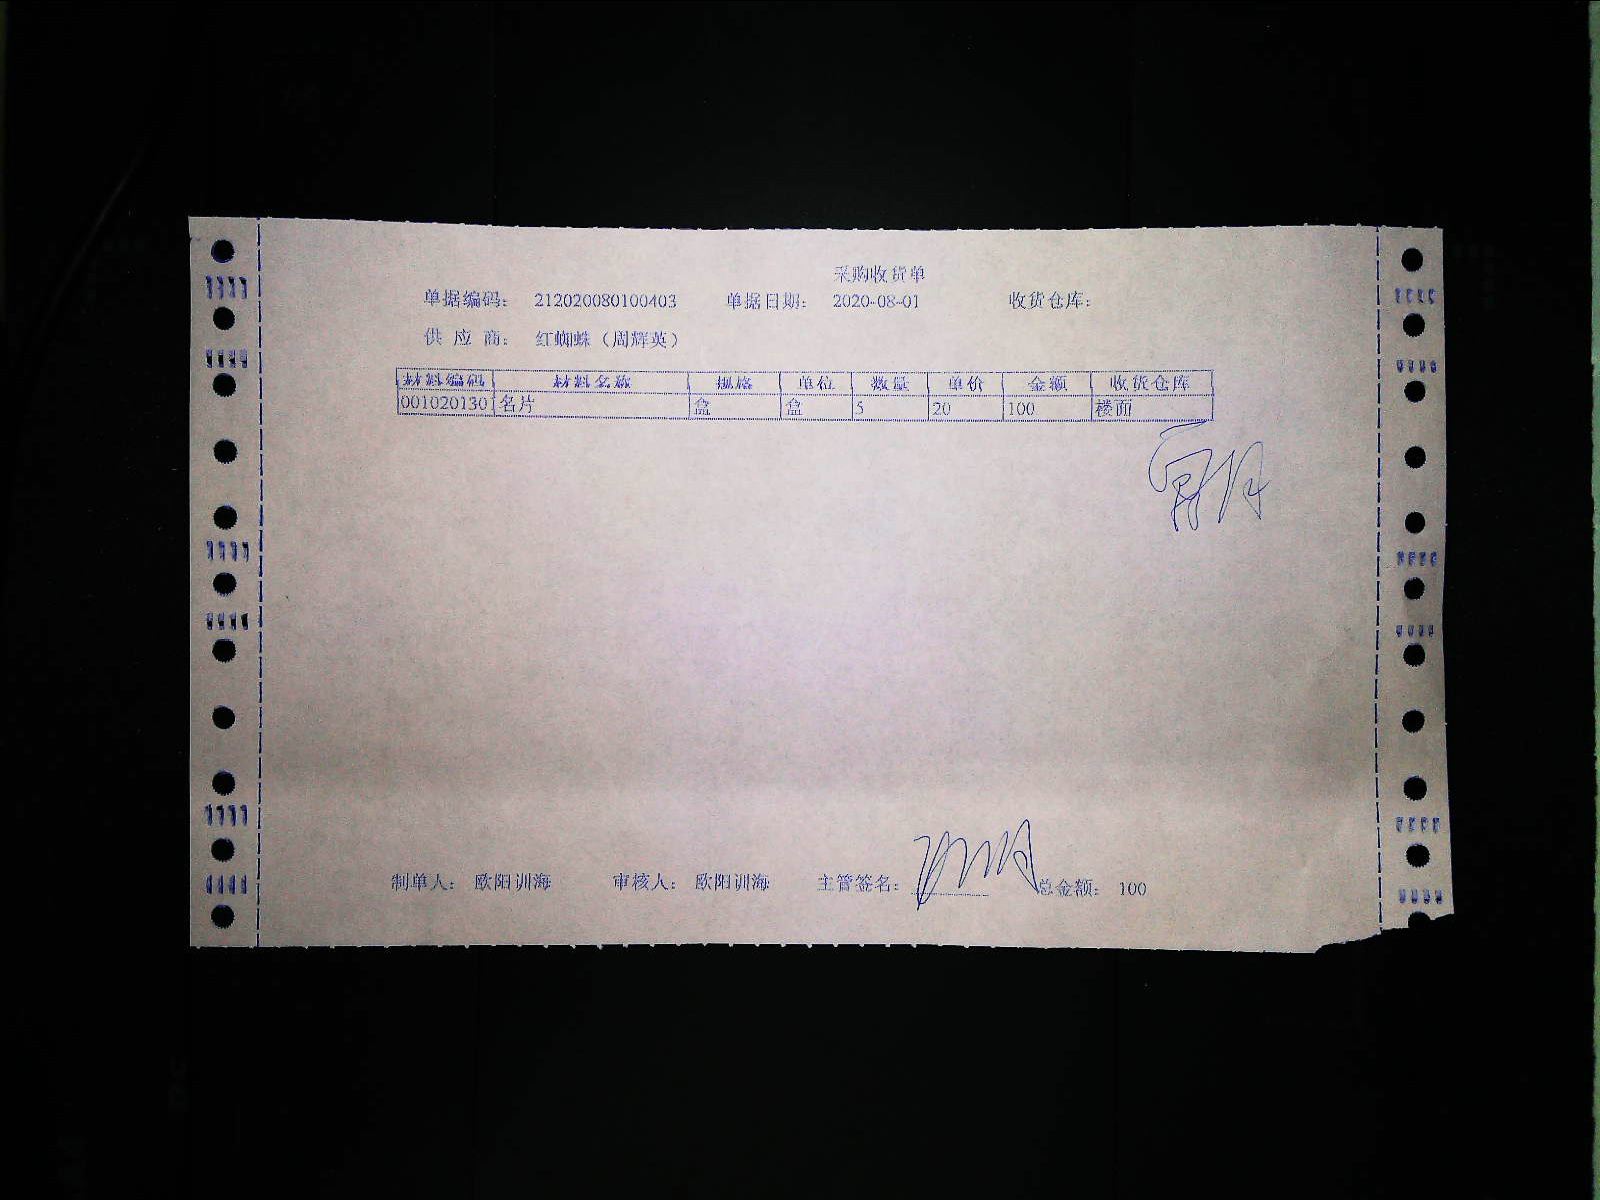 采购收货单
单据编码: 212020080100403 单据日期: 2020-08-01 收货仓库:
供 应 商: 红蜘蛛（周辉英）
材料编码 材料名称 规格 单位 数量 单价 金额 收货仓库
001020130 名片 盒 盒 5 20 100 楼面
制单人: 欧阳训海 审核人: 欧阳训海 主管签名: 总金额: 100